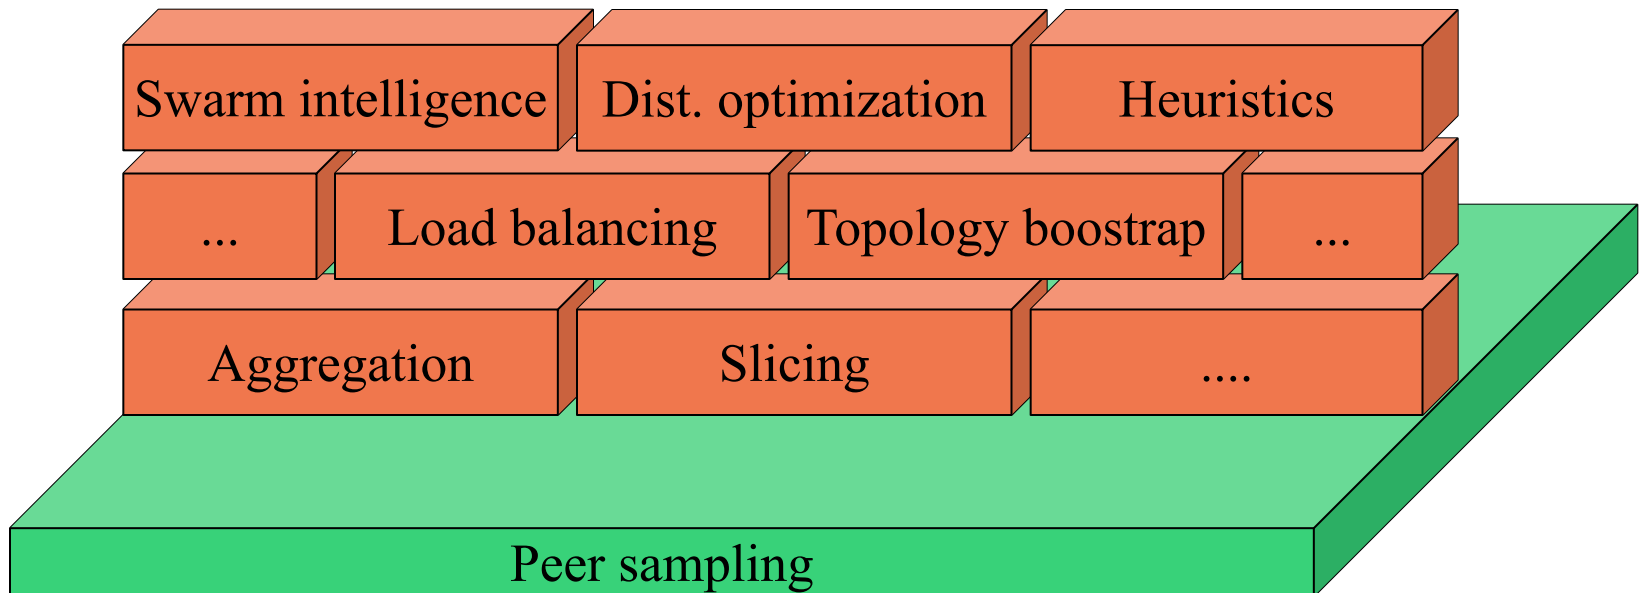 Swarm intelligence
Dist. optimization
Heuristics
...
Load balancing
Topology boostrap
...
Aggregation
Slicing
....
Peer sampling